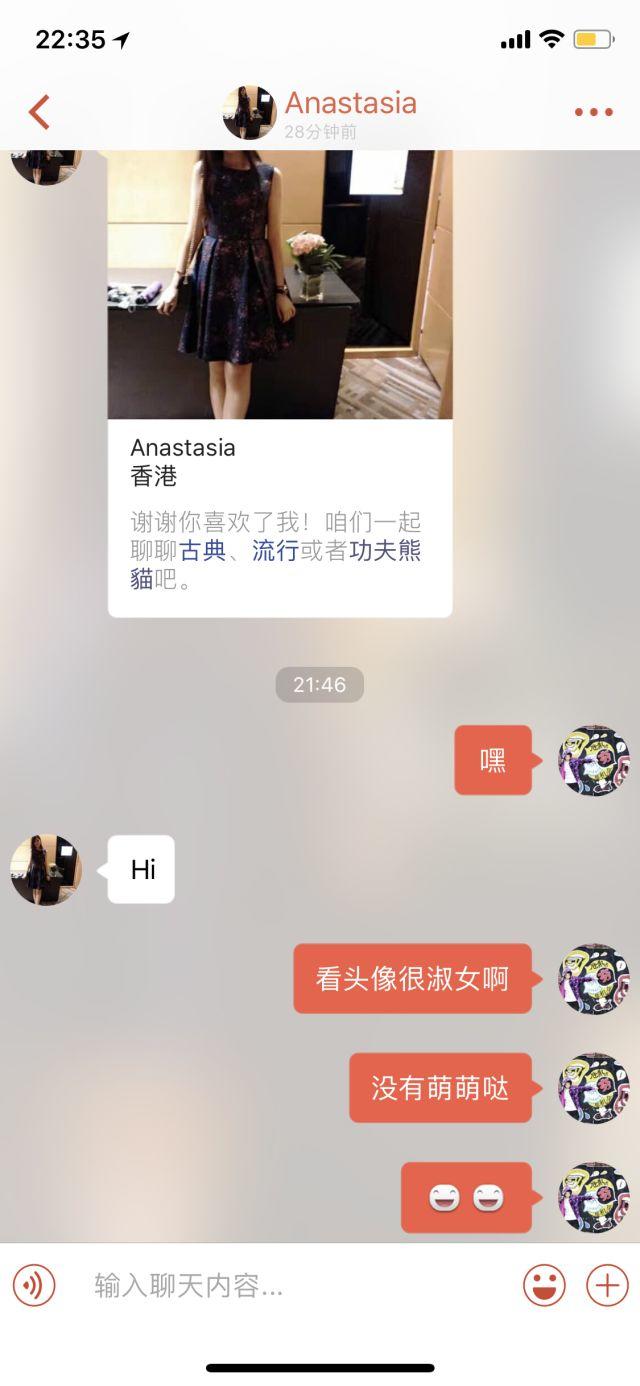 22:35
Anastasia
28分钟前
Anastasia
香港
谢谢你喜欢了我！咱们一起
聊聊古典、流行或者功夫熊
貓吧。
21:46
嘿
Hi
看头像很淑女啊
没有萌萌哒
输入聊天内容...